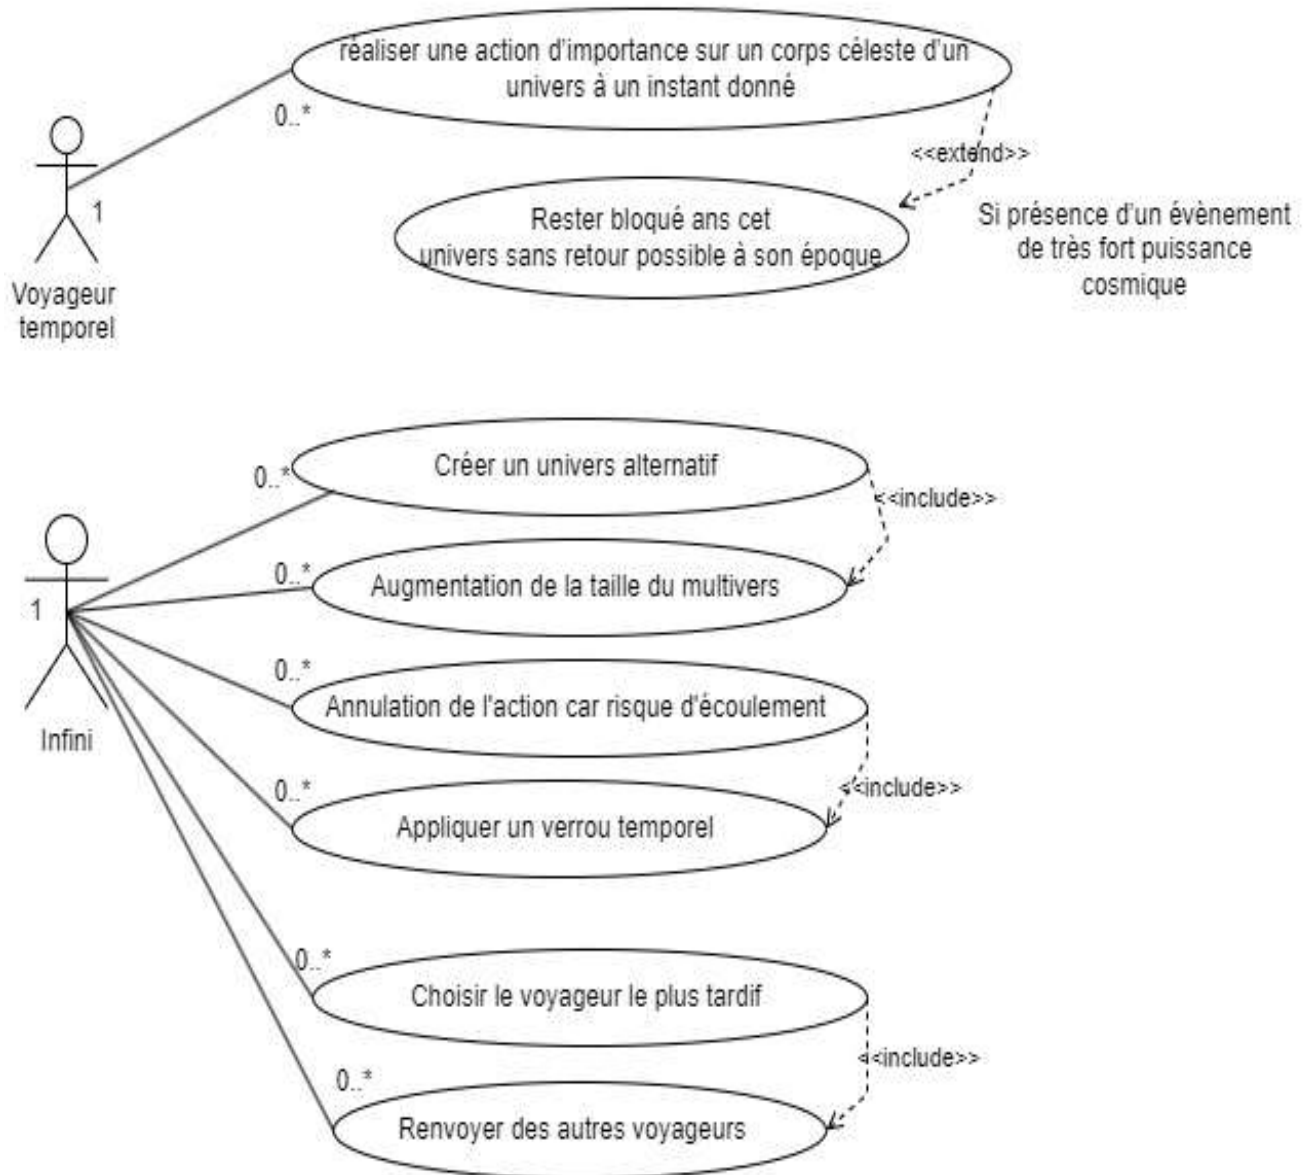 réaliser une action d'importance sur un corps céleste d'un
univers à un instant donné
0..*
<<extend>>
1
Rester bloqué ans cet
univers sans retour possible à son époque
Si présence d'un évènement
de très fort puissance
cosmique
Voyageur
temporel
0..*
Créer un univers alternatif
<<include>>
0..*
Augmentation de la taille du multivers
1
0..*
Annulation de l'action car risque d'écoulement
Infini
<<include>>
0..*
Appliquer un verrou temporel
0..*
Choisir le voyageur le plus tardif
<<include>>
0..*
Renvoyer des autres voyageurs